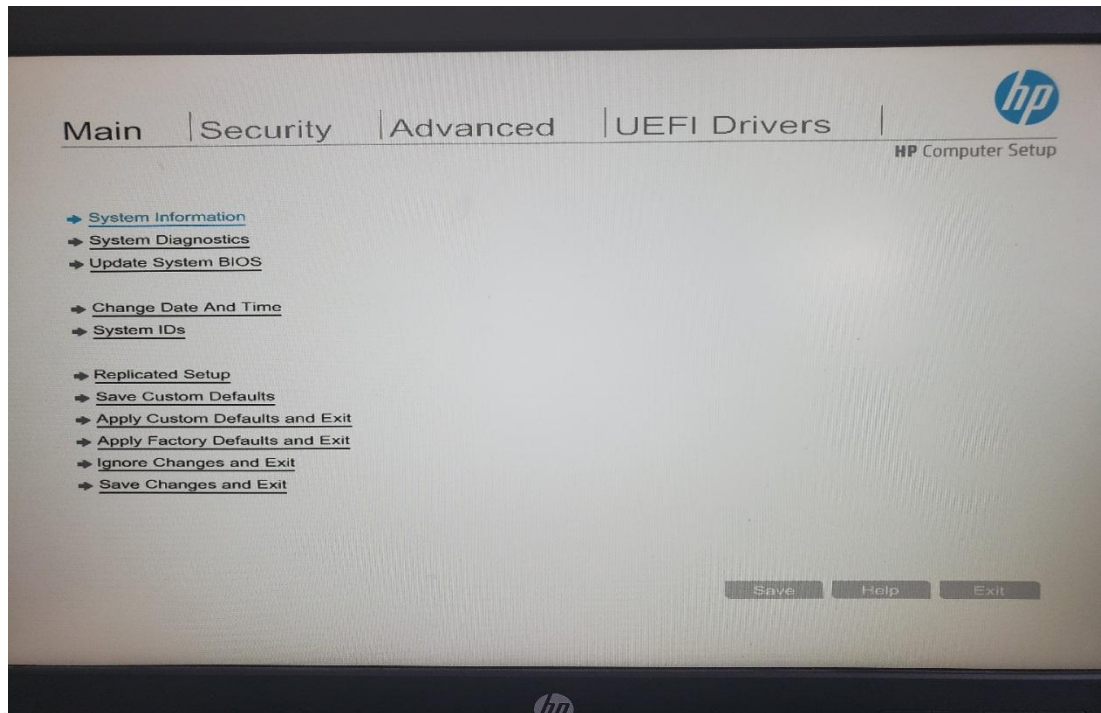 hp
Main Security Advanced UEFI Drivers
HP Computer Setup
System Information
System Diagnostics
Update System BIOS
Change Date And Time
System IDs
Replicated Setup
Save Custom Defaults
Apply Custom Defaults and Exit
Apply Factory Defaults and Exit
Ignore Changes and Exit
Save Changes and Exit
Save Help Exit
hp